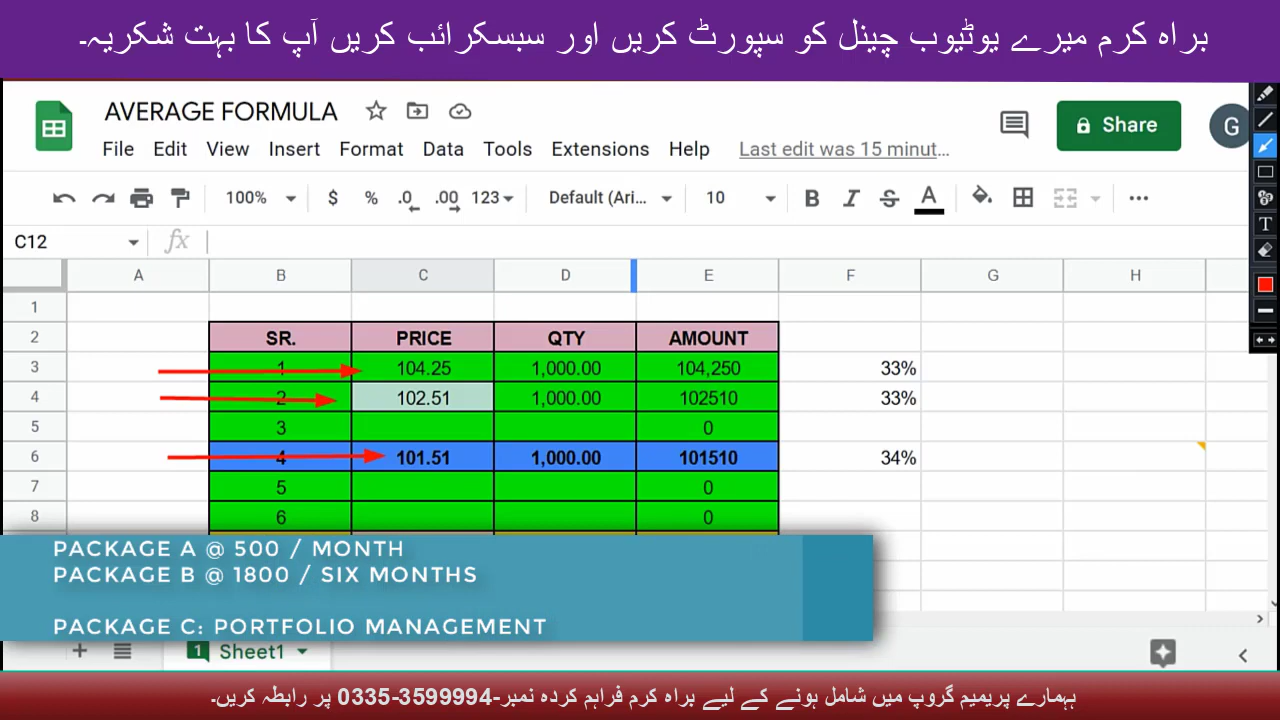 براہ کرم میرے یوٹیوب چینل کو سپورٹ کریں اور سبسکرائب کریں آپ کا بہت شکریہ۔
AVERAGE FORMULA
File Edit View Insert Format Data Tools Extensions Help Last edit was 15 minut...
Share
G
100% $ % .0 .00 123 Default (Ari... 10 B I S A
T
C12 fx
A B C D E F G H
1
2 SR. PRICE QTY AMOUNT
3 1 104.25 1,000.00 104,250 33%
4 2 102.51 1,000.00 102510 33%
5 3 0
6 4 101.51 1,000.00 101510 34%
7 5 0
8 6 0
PACKAGE A @ 500 / MONTH
PACKAGE B @ 1800 / SIX MONTHS
PACKAGE C: PORTFOLIO MANAGEMENT
1 Sheet1
ہمارے پریمیم گروپ میں شامل ہونے کے لیے براہ کرم فراہم کردہ نمبر-0335-3599994 پر رابطہ کریں۔